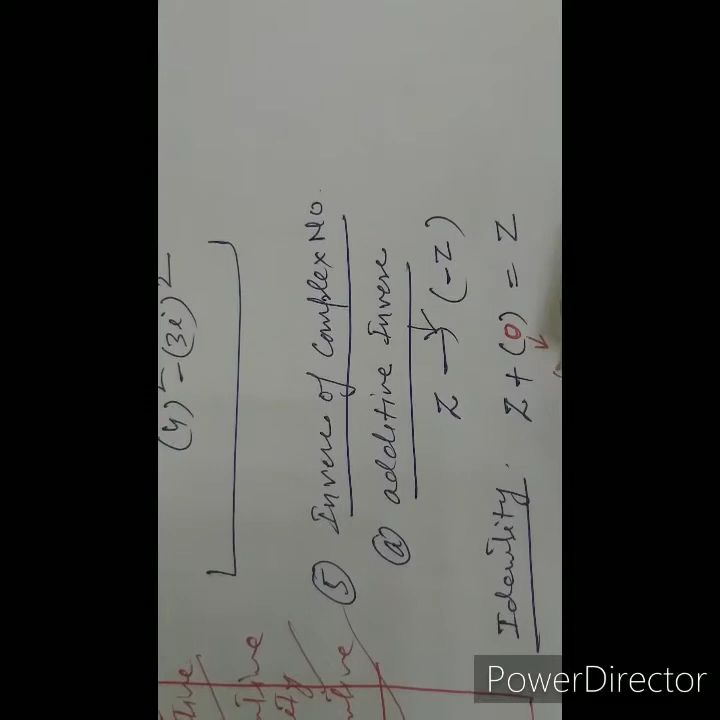 (4)² - (3i)²
⑤ Inverse of Complex No.
ⓐ additive Inverse
Z → (-Z)
Identity. Z + (0) = Z
PowerDirector